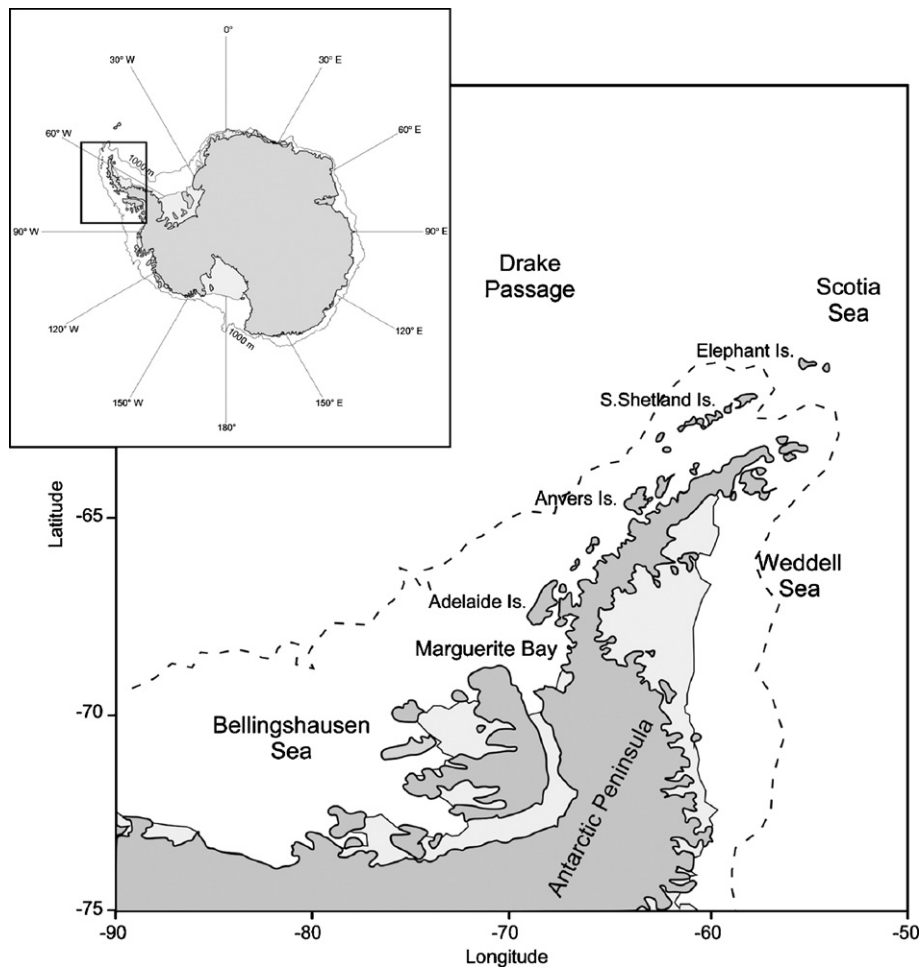 0°
30° W
30° E
60° W
60° E
1000 m
90° W
90° E
120° W
120° E
1000 m
150° W
150° E
180°
Drake
Passage
Scotia
Sea
Elephant Is.
S.Shetland Is.
Anvers Is.
-65
Latitude
Weddell
Sea
Adelaide Is.
Marguerite Bay
-70
Bellingshausen
Sea
Antarctic Peninsula
-75
-90
-80
-70
-60
-50
Longitude